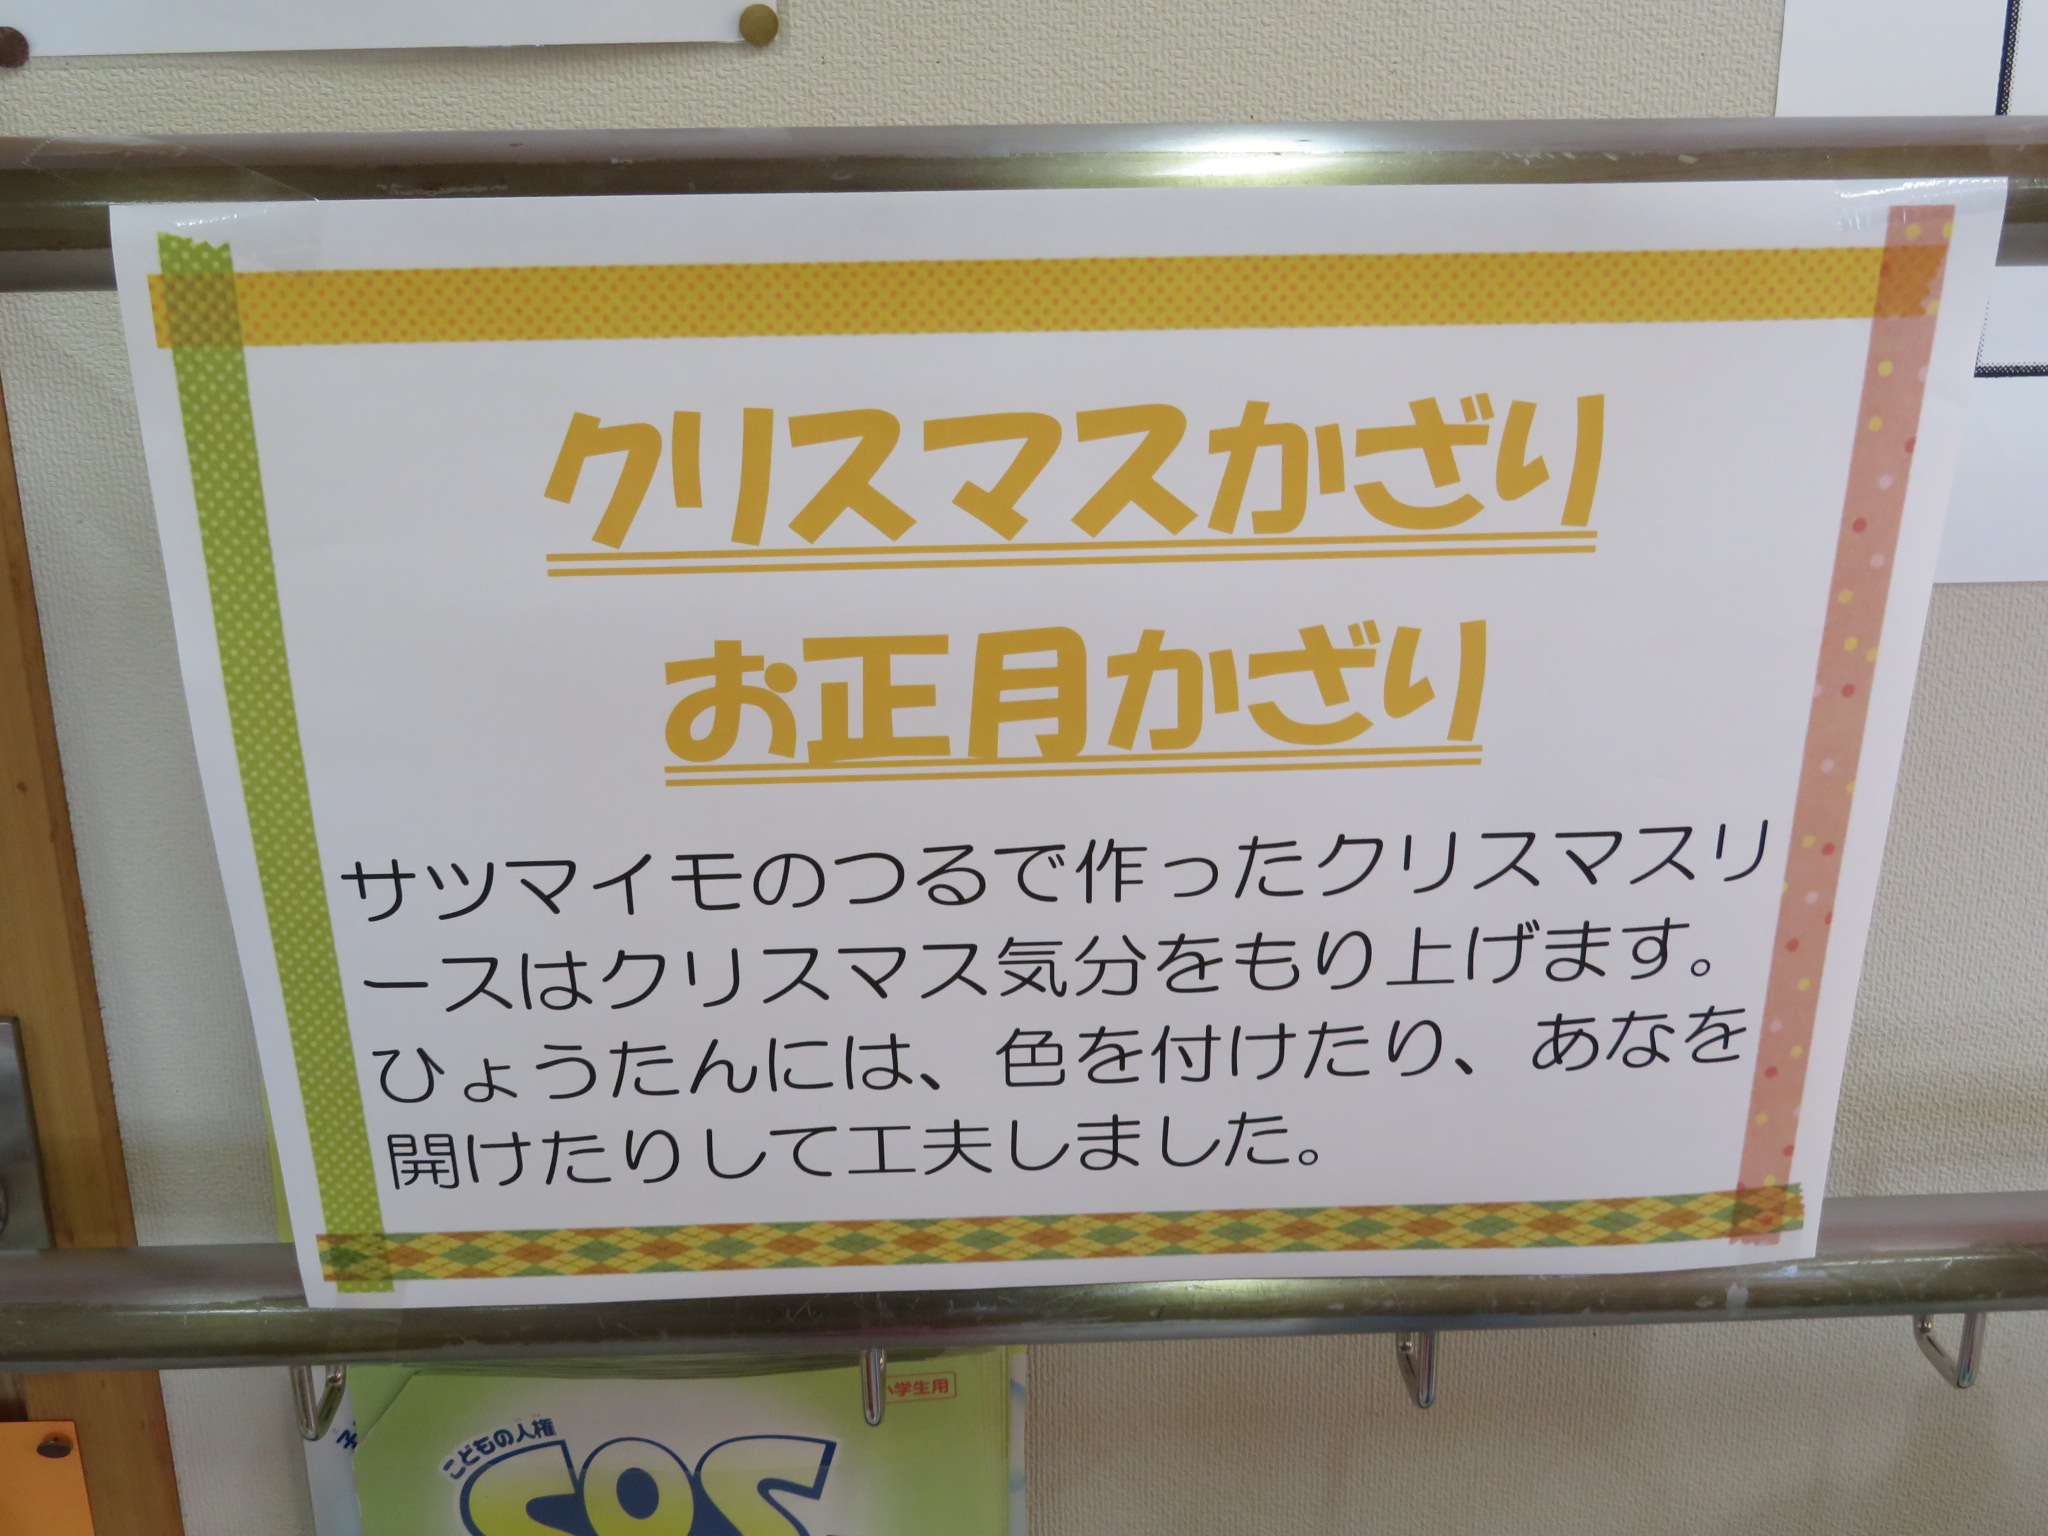 クリスマスかざり
お正月かざり
サツマイモのつるで作ったクリスマスリ
ースはクリスマス気分をもり上げます。
ひょうたんには、色を付けたり、あなを
開けたりして工夫しました。
小学生用
こどもの人権
SOS